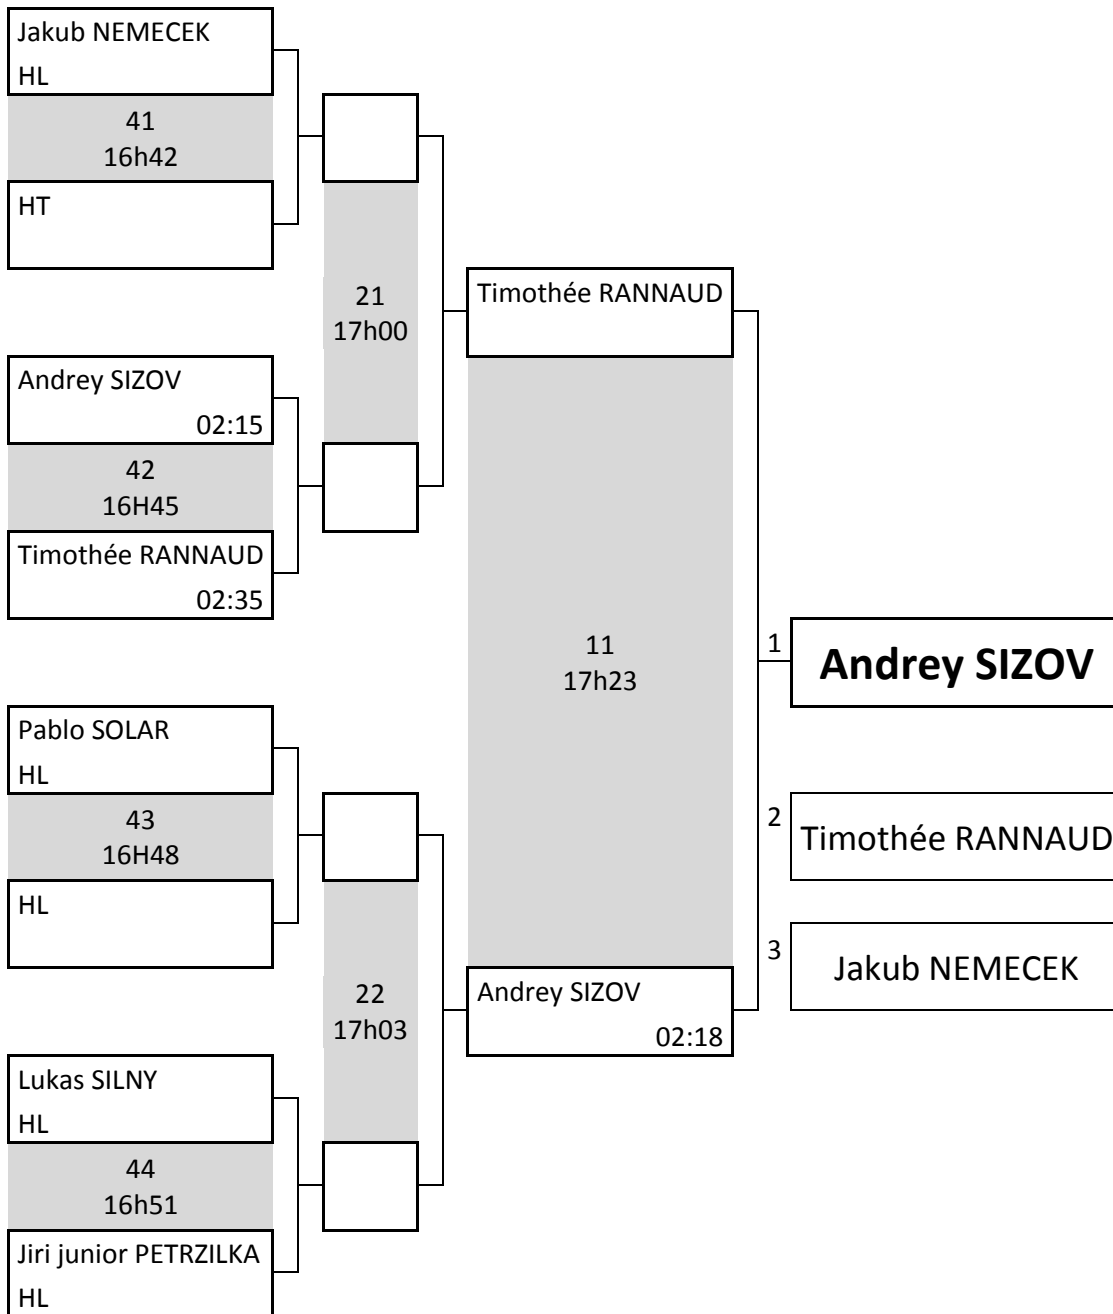 Jakub NEMECEK
HL
41
16h42
HT
Andrey SIZOV
02:15
42
16H45
Timothée RANNAUD
02:35
Pablo SOLAR
HL
43
16H48
HL
Lukas SILNY
HL
44
16h51
Jiri junior PETRZILKA
HL
21
17h00
22
17h03
Timothée RANNAUD
11
17h23
Andrey SIZOV
02:18
1
Andrey SIZOV
2
Timothée RANNAUD
3
Jakub NEMECEK